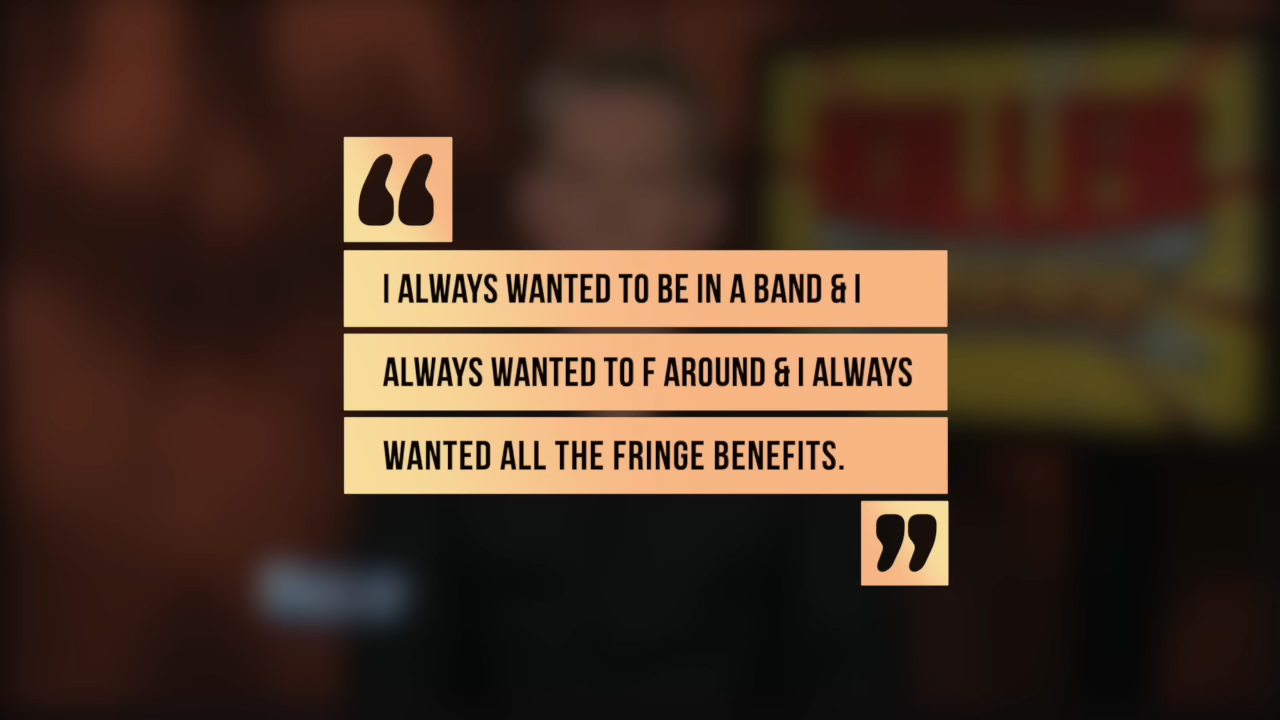 “
I ALWAYS WANTED TO BE IN A BAND & I
ALWAYS WANTED TO F AROUND & I ALWAYS
WANTED ALL THE FRINGE BENEFITS.
”